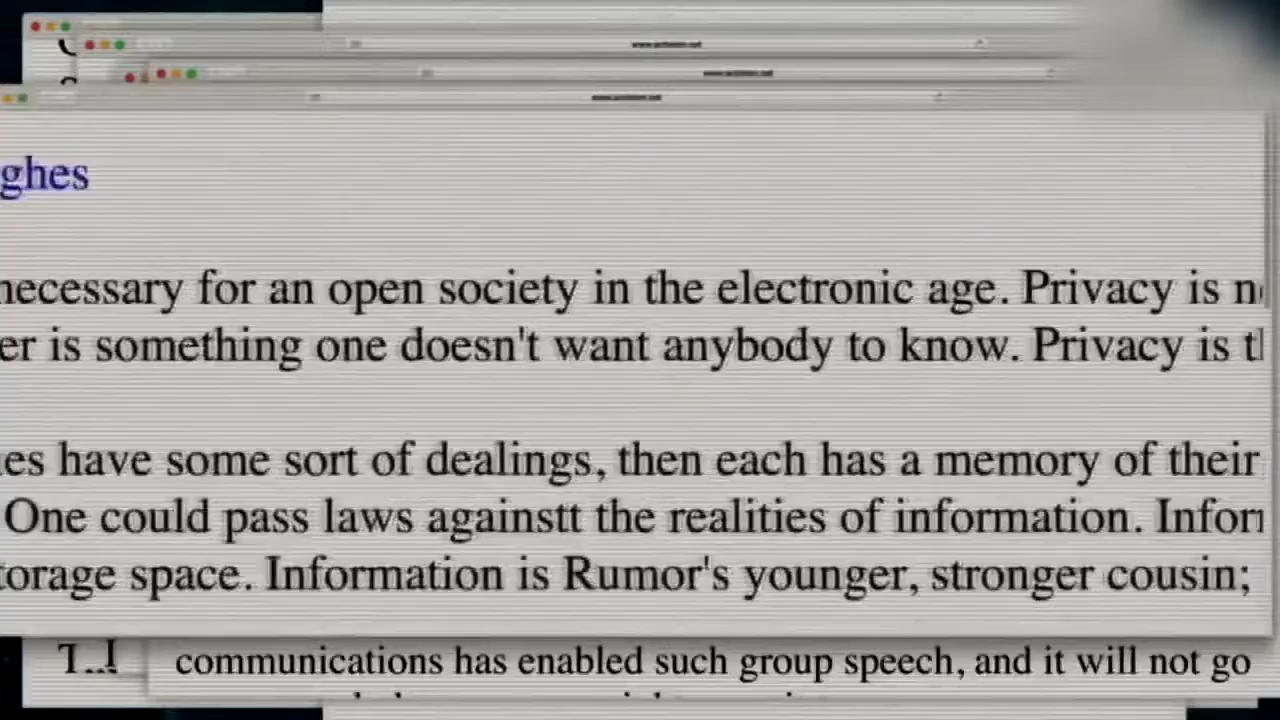 ghes
necessary for an open society in the electronic age. Privacy is
er is something one doesn't want anybody to know. Privacy is
es have some sort of dealings, then each has a memory of their
One could pass laws againstt the realities of information. Infor
torage space. Information is Rumor's younger, stronger cousin;
communications has enabled such group speech, and it will not go